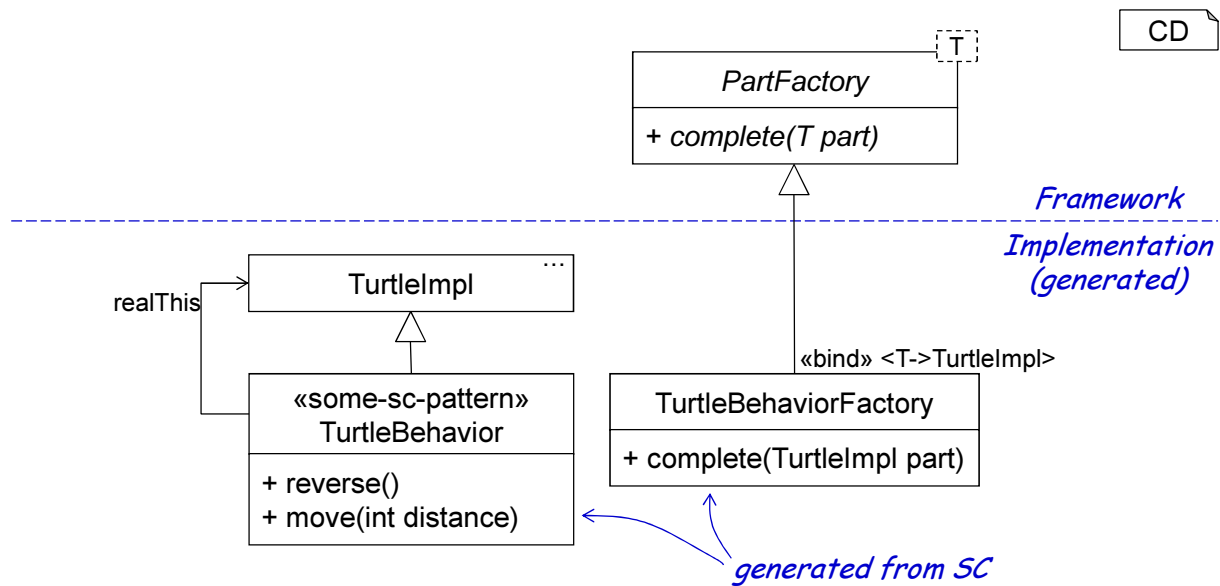 CD
T
PartFactory
+ complete(T part)
Framework
Implementation
(generated)
...
TurtleImpl
realThis
«bind» <T->TurtleImpl>
«some-sc-pattern»
TurtleBehavior
+ reverse()
+ move(int distance)
TurtleBehaviorFactory
+ complete(TurtleImpl part)
generated from SC